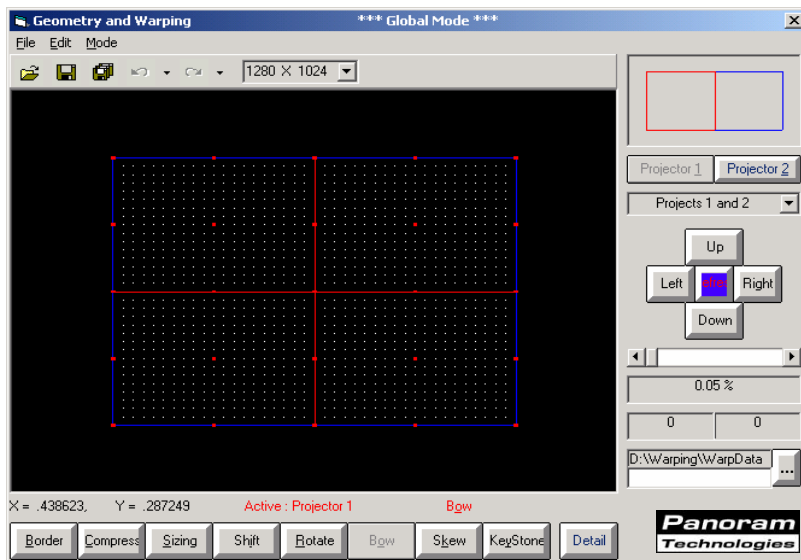 Geometry and Warping *** Global Mode ***
File Edit Mode
1280 X 1024
Projector 1 Projector 2
Projects 1 and 2
Up
Left Right
Down
0.05 %
0 0
D:\Warping\WarpData
...
X = .438623, Y = .287249 Active : Projector 1 Bow
Border Compress Sizing Shift Rotate Bow Skew KeyStone Detail
Panoram
Technologies